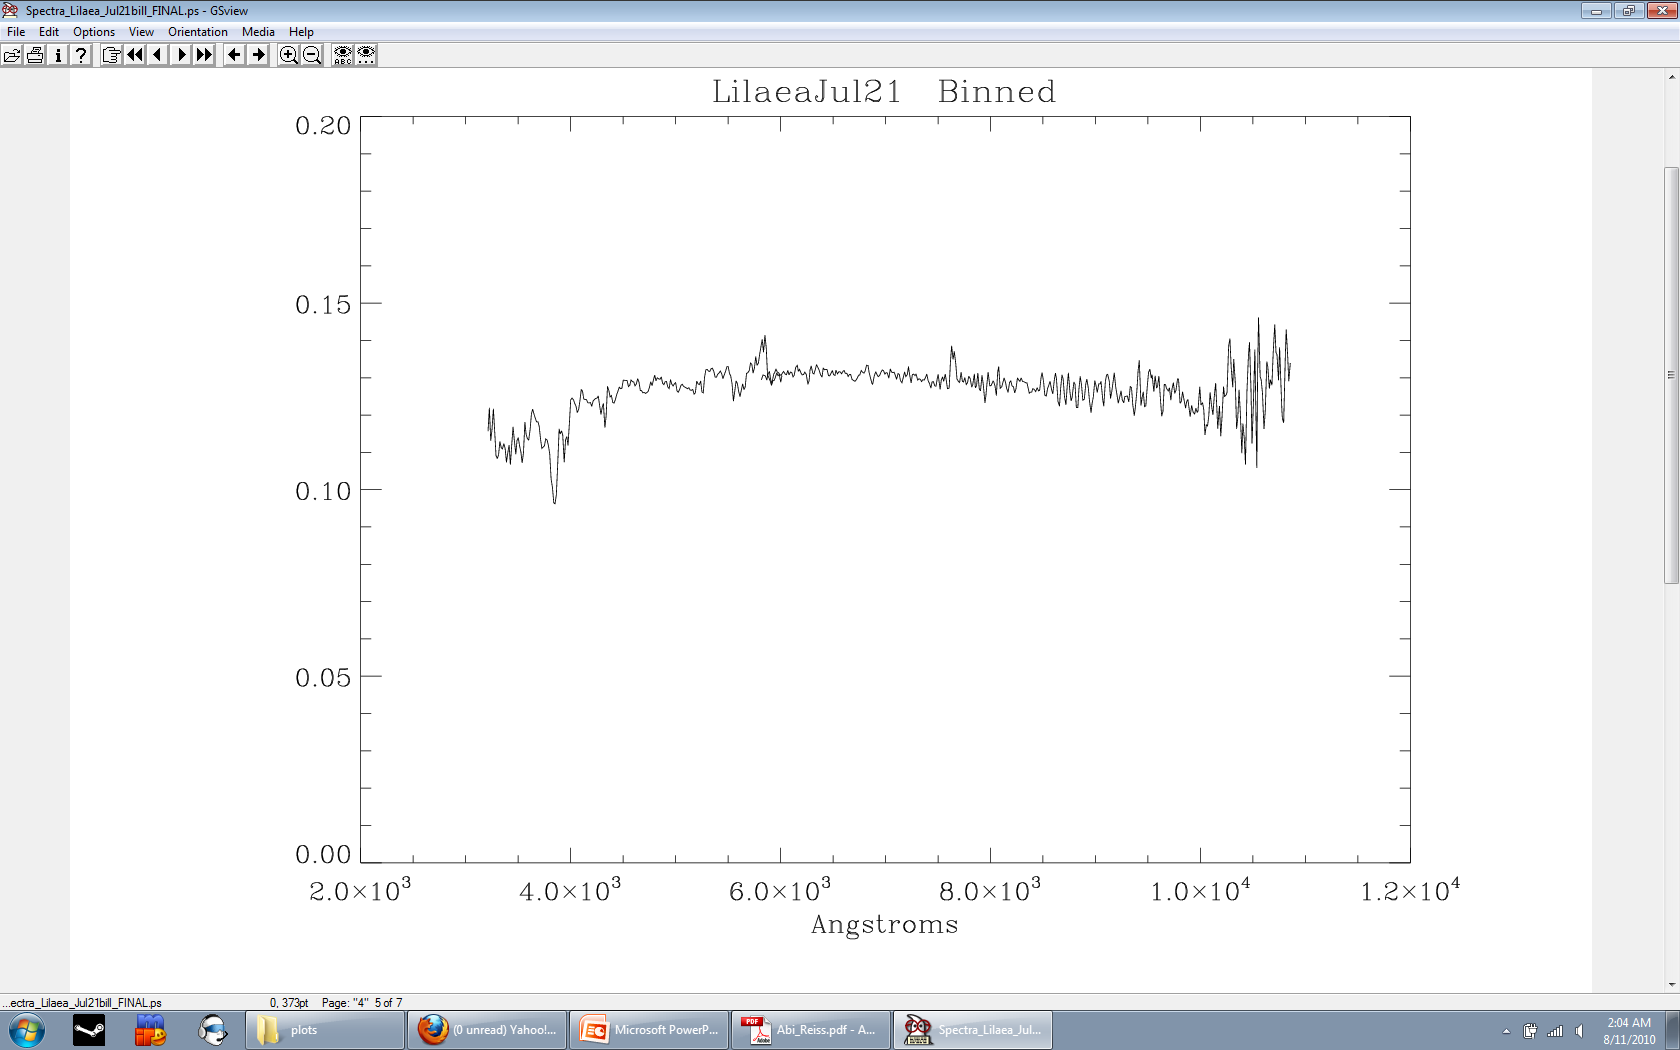 Spectra_Lilaea_Jul21bill_FINAL.ps - GSview
File Edit Options View Orientation Media Help
ABC
LilaeaJul21 Binned
0.20
0.15
0.10
0.05
0.00
2.0×10³ 4.0×10³ 6.0×10³ 8.0×10³ 1.0×10⁴ 1.2×10⁴
Angstroms
...ectra_Lilaea_Jul21bill_FINAL.ps 0, 373pt Page: "4" 5 of 7
plots (0 unread) Yahoo!... Microsoft PowerP... PDF Adobe Abi_Reiss.pdf - A... Spectra_Lilaea_Jul...
2:04 AM
8/11/2010